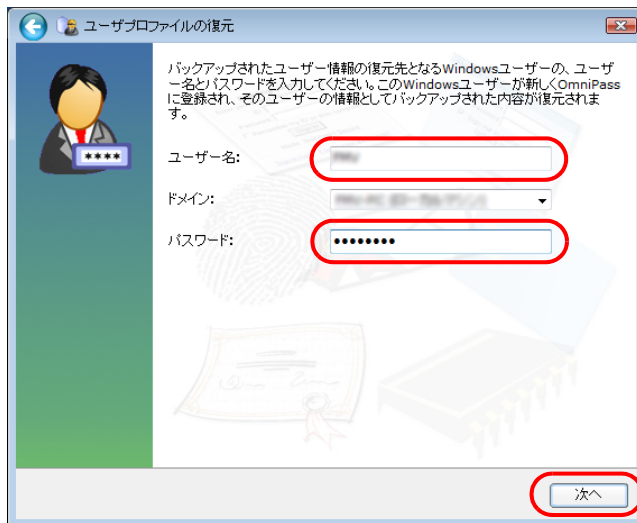 ユーザプロファイルの復元
バックアップされたユーザー情報の復元先となるWindowsユーザーの、ユーザ
ー名とパスワードを入力してください。このWindowsユーザーが新しくOmniPass
に登録され、そのユーザーの情報としてバックアップされた内容が復元されま
す。
****
ユーザー名:
ドメイン:
パスワード:
●●●●●●●●
次へ